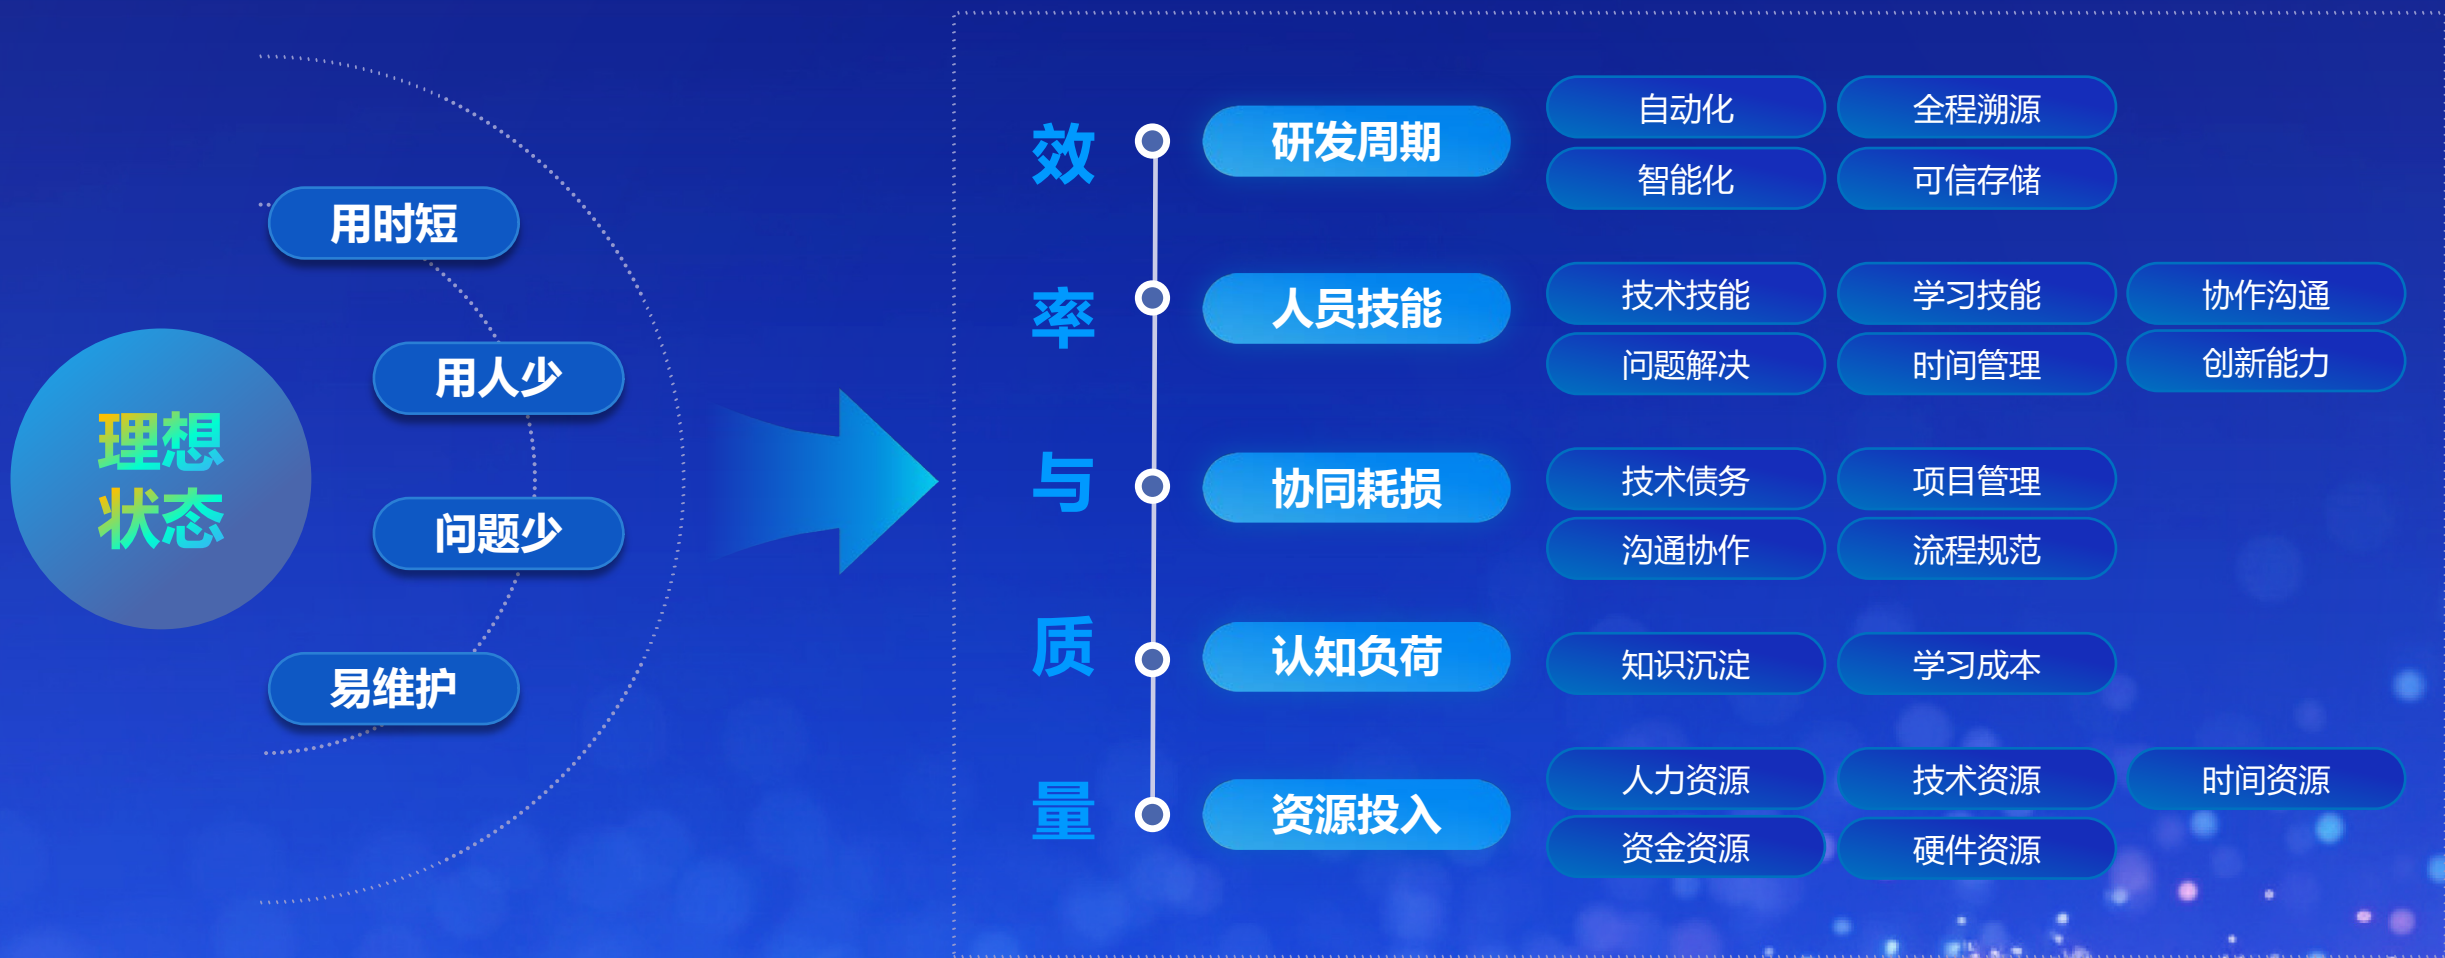 理想
状态
用时短
用人少
问题少
易维护
效
率
与
质
量
研发周期
自动化
全程溯源
智能化
可信存储
人员技能
技术技能
学习技能
协作沟通
问题解决
时间管理
创新能力
协同耗损
技术债务
项目管理
沟通协作
流程规范
认知负荷
知识沉淀
学习成本
资源投入
人力资源
技术资源
时间资源
资金资源
硬件资源